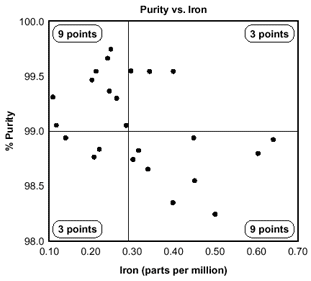 Purity vs. Iron
100.0
9 points
3 points
99.5
99.0
98.5
3 points
9 points
98.0
% Purity
0.10
0.20
0.30
0.40
0.50
0.60
0.70
Iron (parts per million)